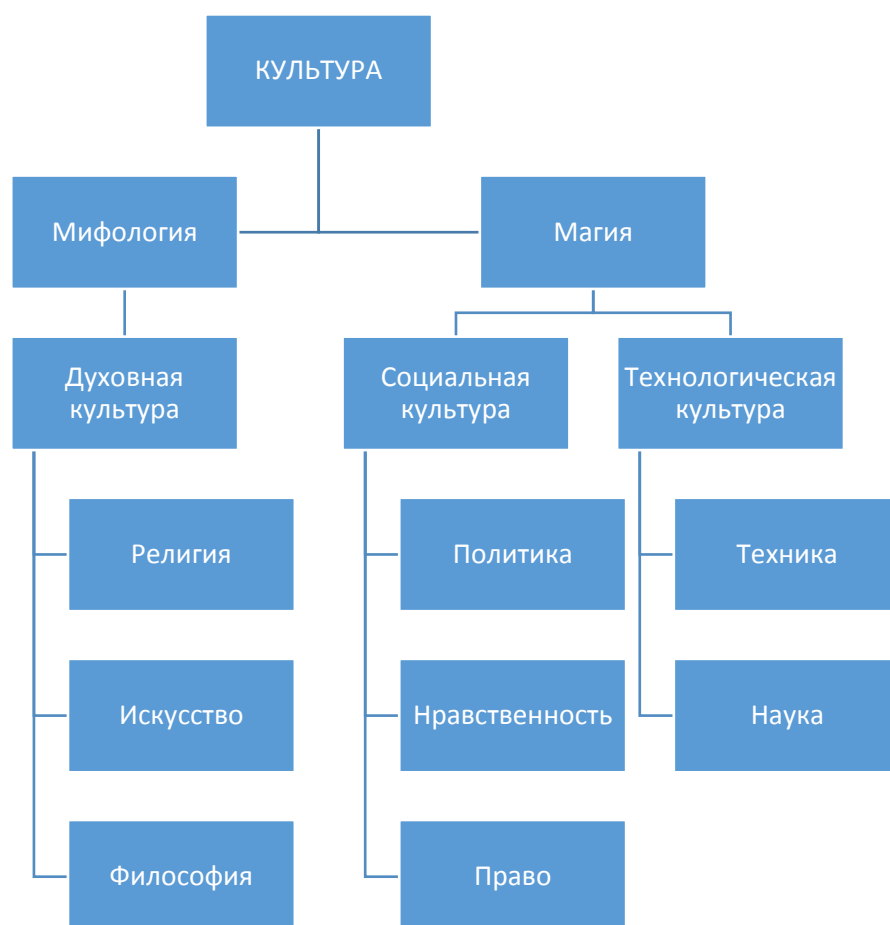 КУЛЬТУРА
Мифология
Магия
Духовная
культура
Социальная
культура
Технологическая
культура
Религия
Политика
Техника
Искусство
Нравственность
Наука
Философия
Право